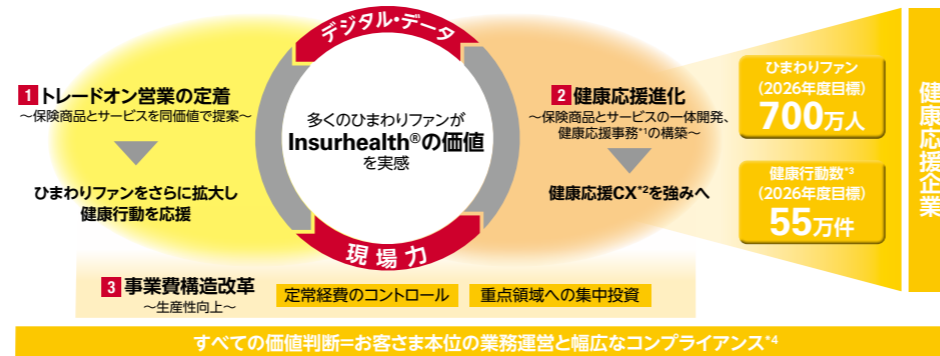 デジタル・データ
1 トレードオン営業の定着
～保険商品とサービスを同価値で提案～
ひまわりファンをさらに拡大し
健康行動を応援
多くのひまわりファンが
Insurhealth®の価値
を実感
2 健康応援進化
～保険商品とサービスの一体開発、
健康応援事務*1の構築～
健康応援CX*2を強みへ
現場力
ひまわりファン
(2026年度目標)
700万人
健康行動数*3
(2026年度目標)
55万件
健康応援企業
3 事業費構造改革
～生産性向上～
定常経費のコントロール
重点領域への集中投資
すべての価値判断=お客さま本位の業務運営と幅広なコンプライアンス*4